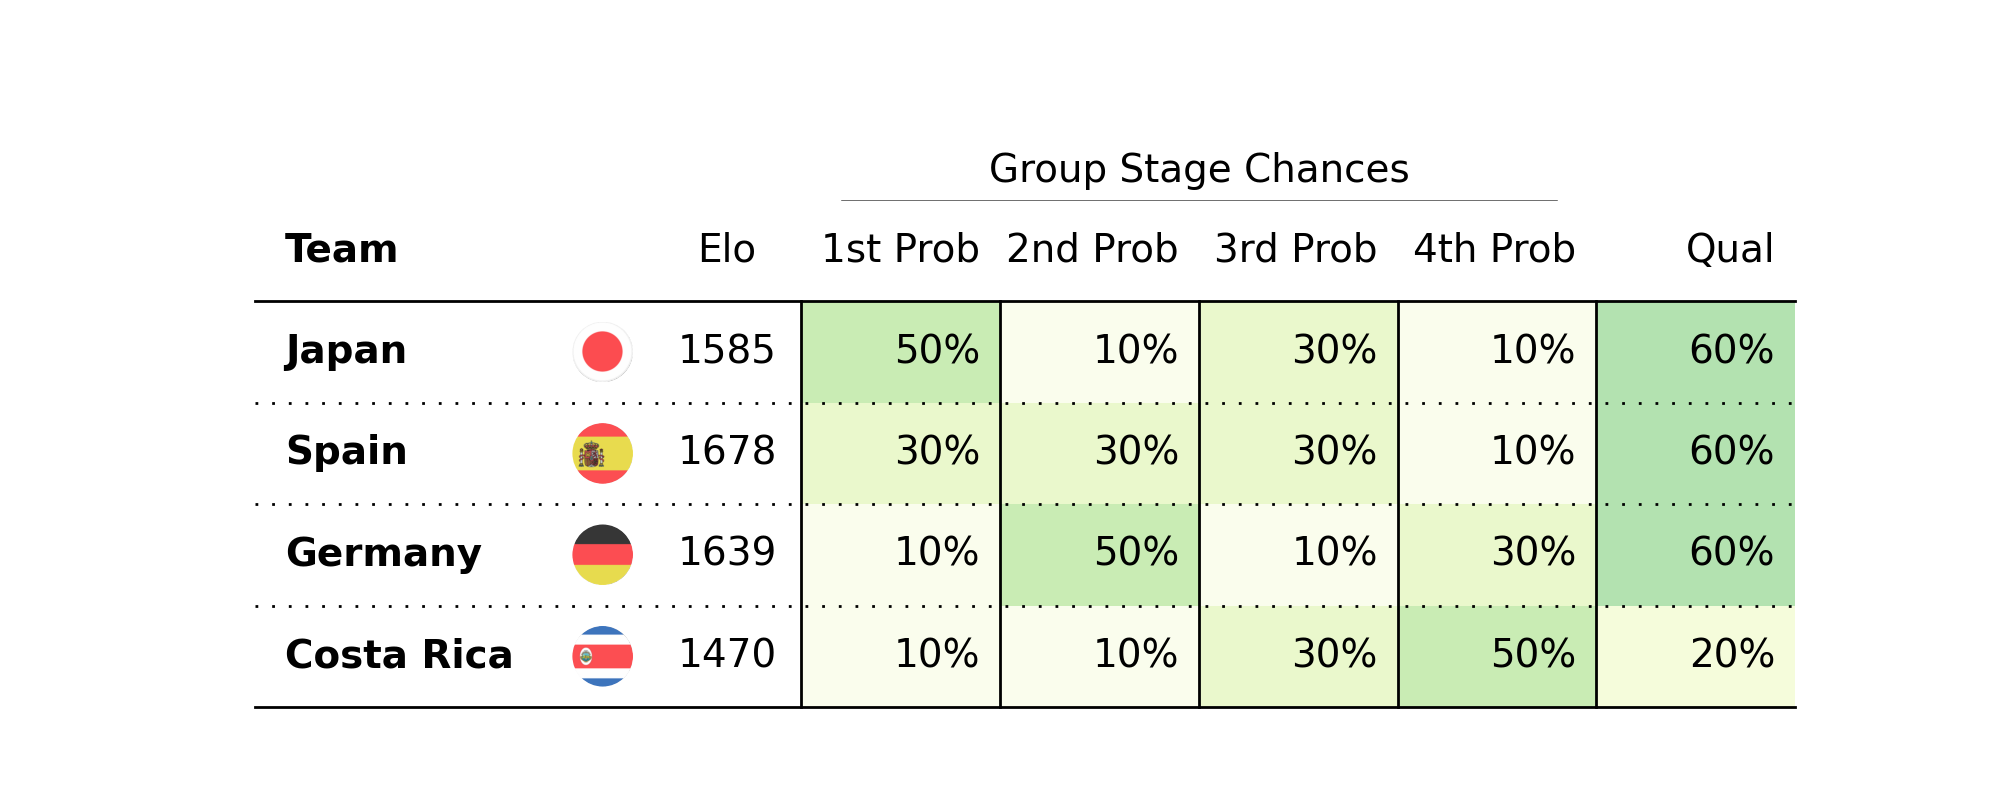 Group Stage Chances
Team Elo 1st Prob 2nd Prob 3rd Prob 4th Prob Qual
Japan 1585 50% 10% 30% 10% 60%
Spain 1678 30% 30% 30% 10% 60%
Germany 1639 10% 50% 10% 30% 60%
Costa Rica 1470 10% 10% 30% 50% 20%